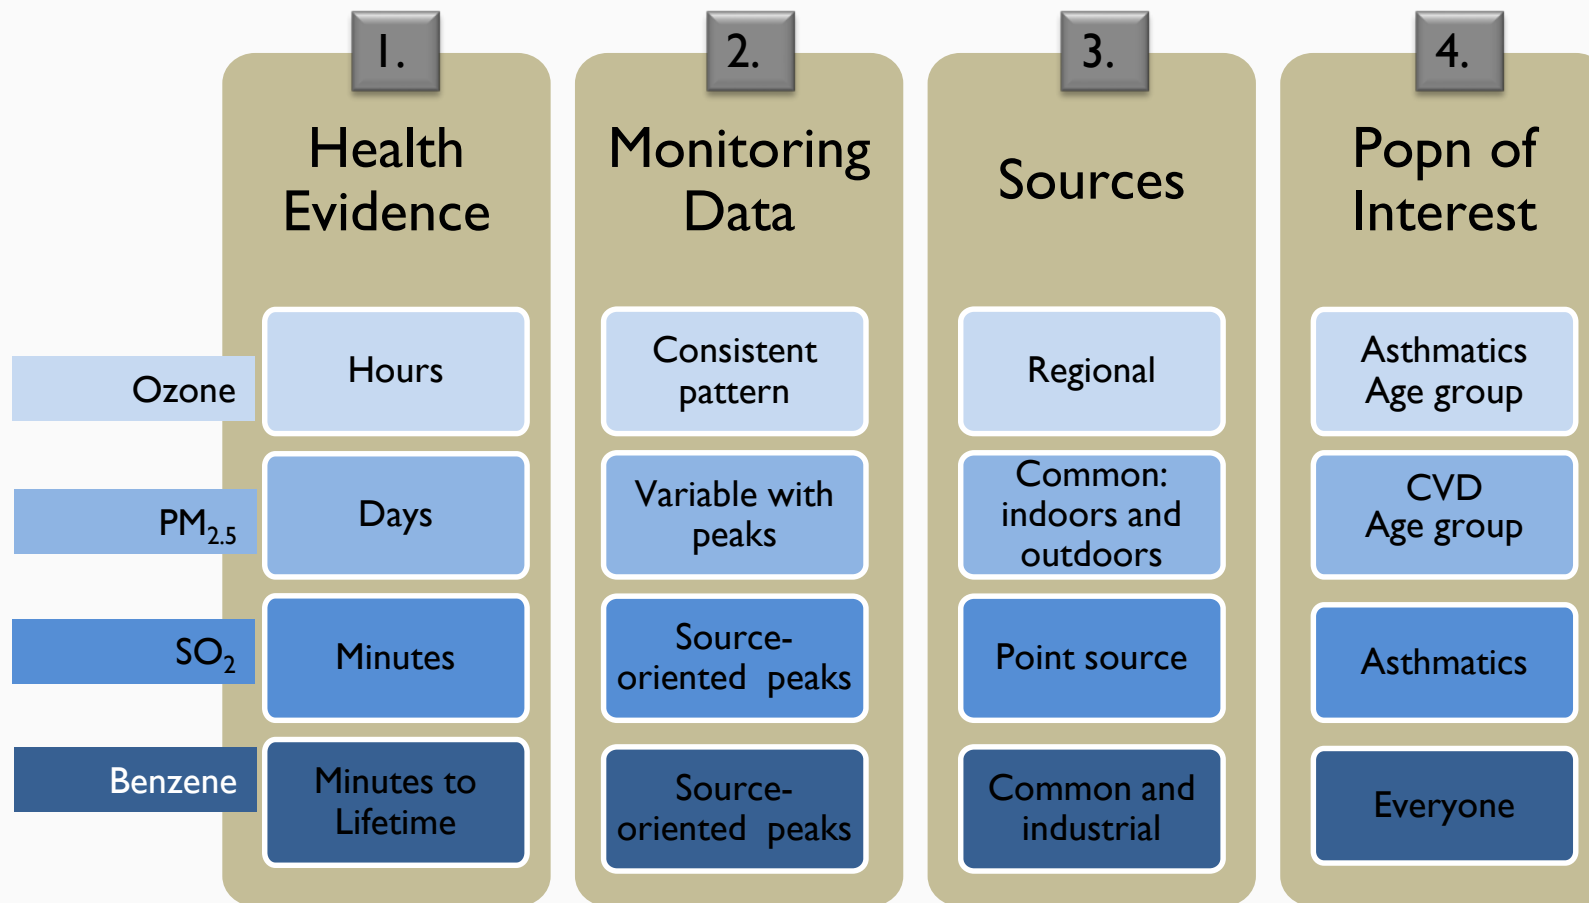 1.
2.
3.
4.
Health
Evidence
Monitoring
Data
Sources
Popn of
Interest
Ozone
Hours
Consistent
pattern
Regional
Asthmatics
Age group
PM2.5
Days
Variable with
peaks
Common:
indoors and
outdoors
CVD
Age group
SO2
Minutes
Source-
oriented peaks
Point source
Asthmatics
Benzene
Minutes to
Lifetime
Source-
oriented peaks
Common and
industrial
Everyone